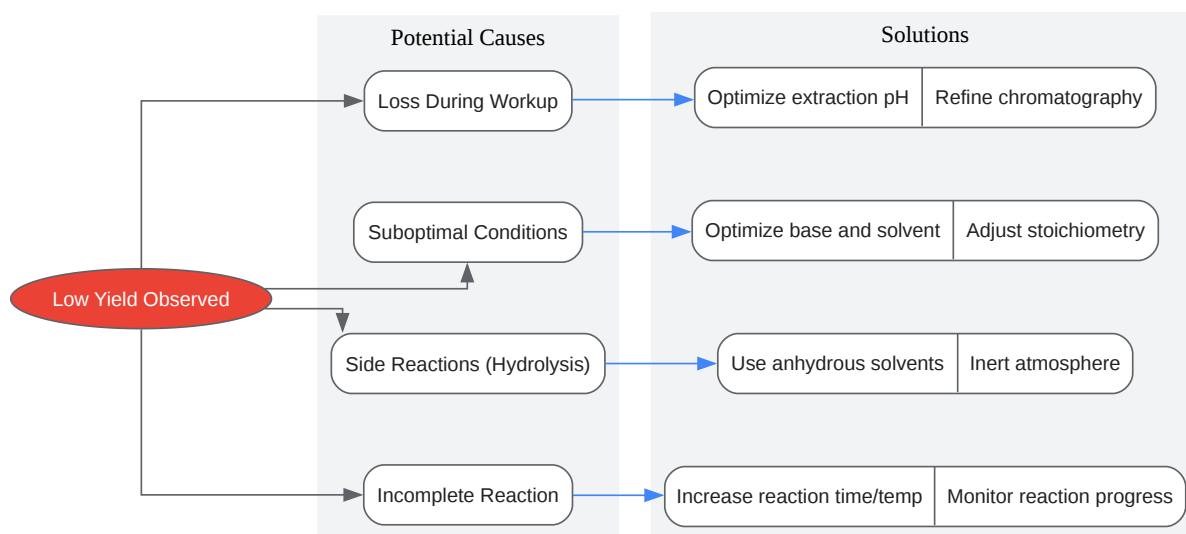 Potential Causes
Solutions
Loss During Workup
Optimize extraction pH
Refine chromatography
Suboptimal Conditions
Optimize base and solvent
Adjust stoichiometry
Low Yield Observed
Side Reactions (Hydrolysis)
Use anhydrous solvents
Inert atmosphere
Incomplete Reaction
Increase reaction time/temp
Monitor reaction progress